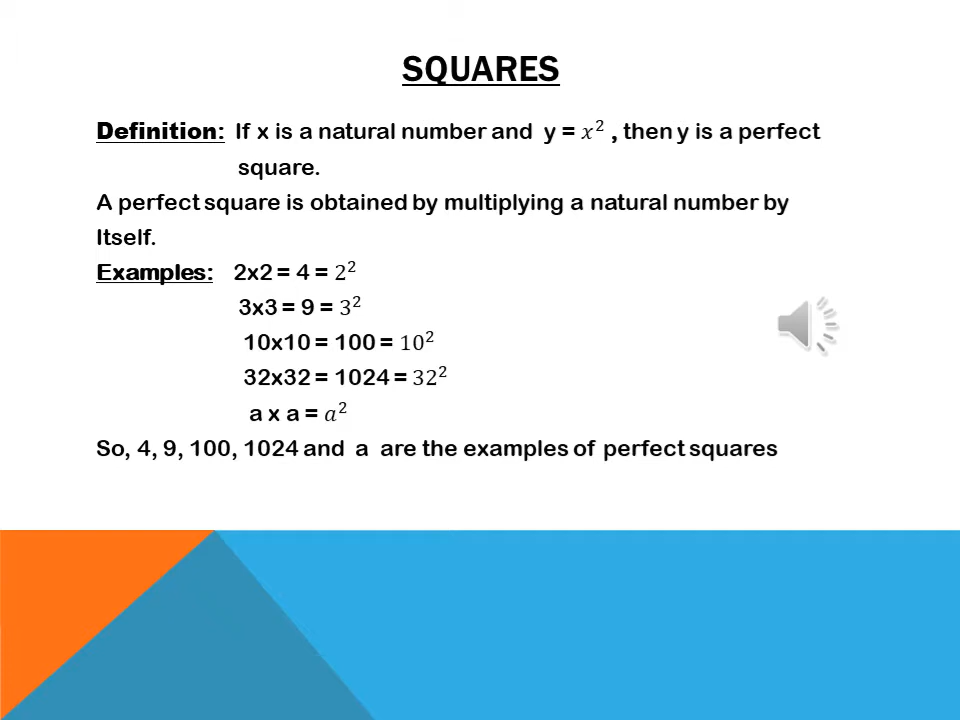 SQUARES
Definition: If x is a natural number and y = x², then y is a perfect
square.
A perfect square is obtained by multiplying a natural number by
Itself.
Examples: 2x2 = 4 = 2²
3x3 = 9 = 3²
10x10 = 100 = 10²
32x32 = 1024 = 32²
a x a = a²
So, 4, 9, 100, 1024 and a are the examples of perfect squares